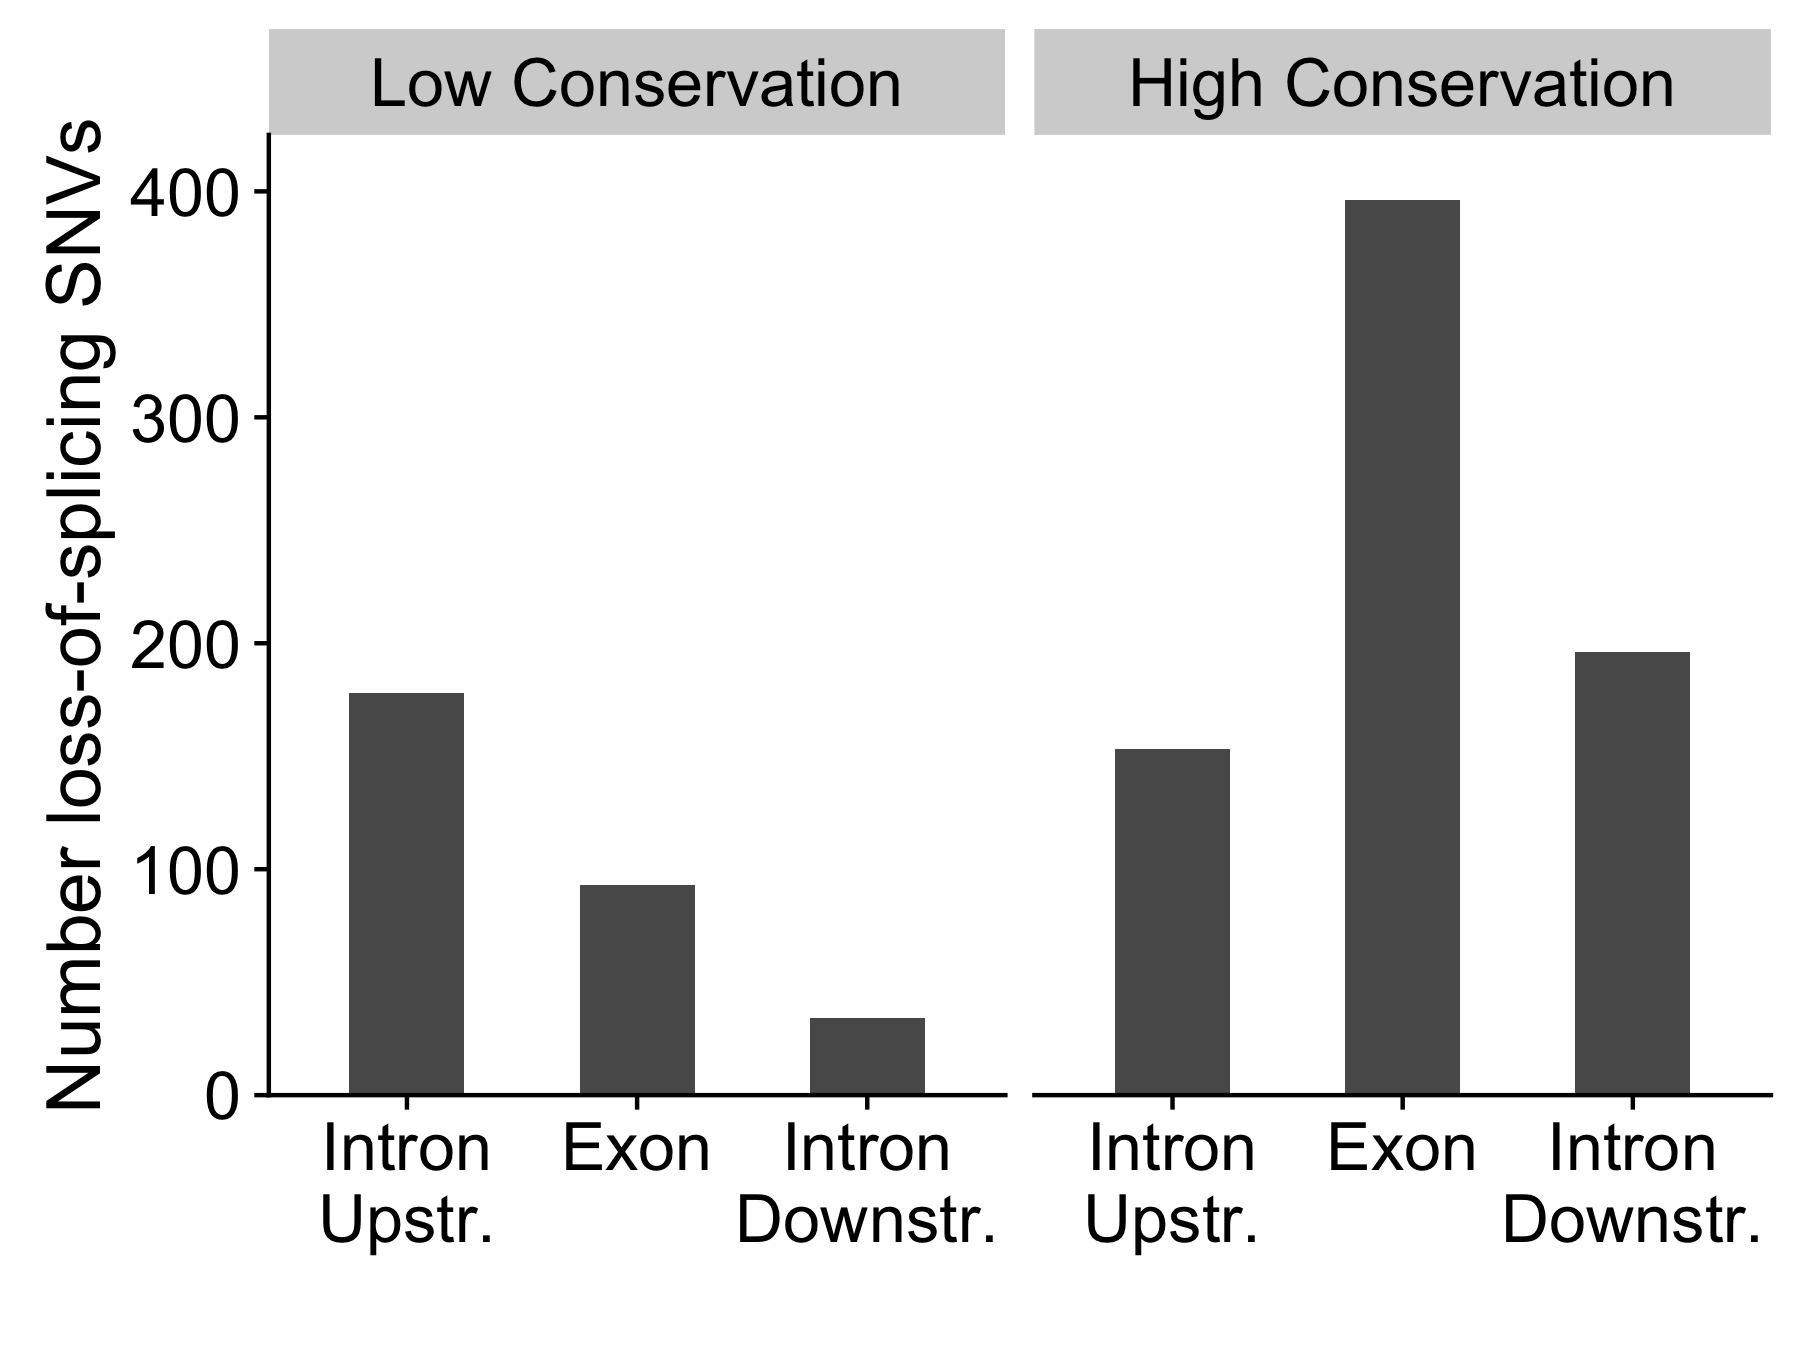 Low Conservation
High Conservation
Number loss-of-splicing SNVs
400
300
200
100
0
Intron
Upstr.
Exon
Intron
Downstr.
Intron
Upstr.
Exon
Intron
Downstr.